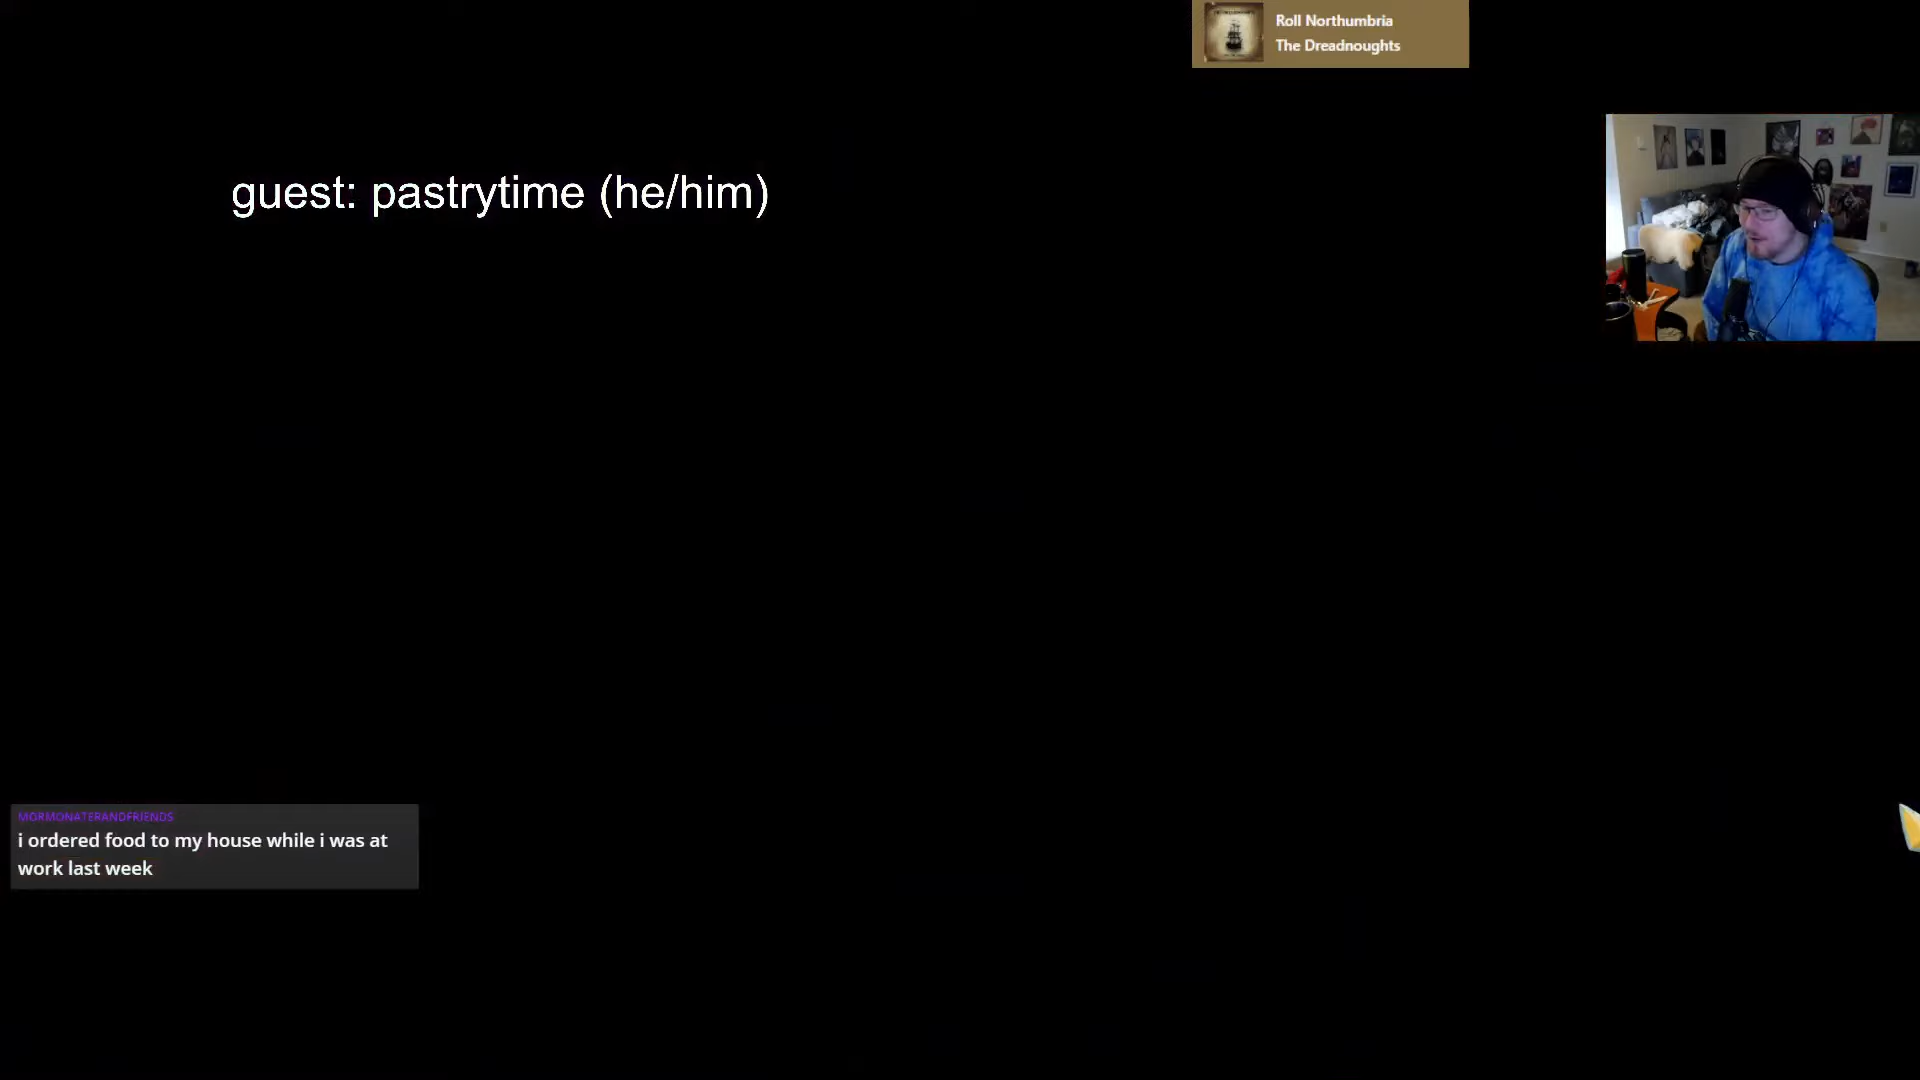 Roll Northumbria
The Dreadnoughts
guest: pastrytime (he/him)
MORMONATERANDFRIENDS
i ordered food to my house while i was at
work last week